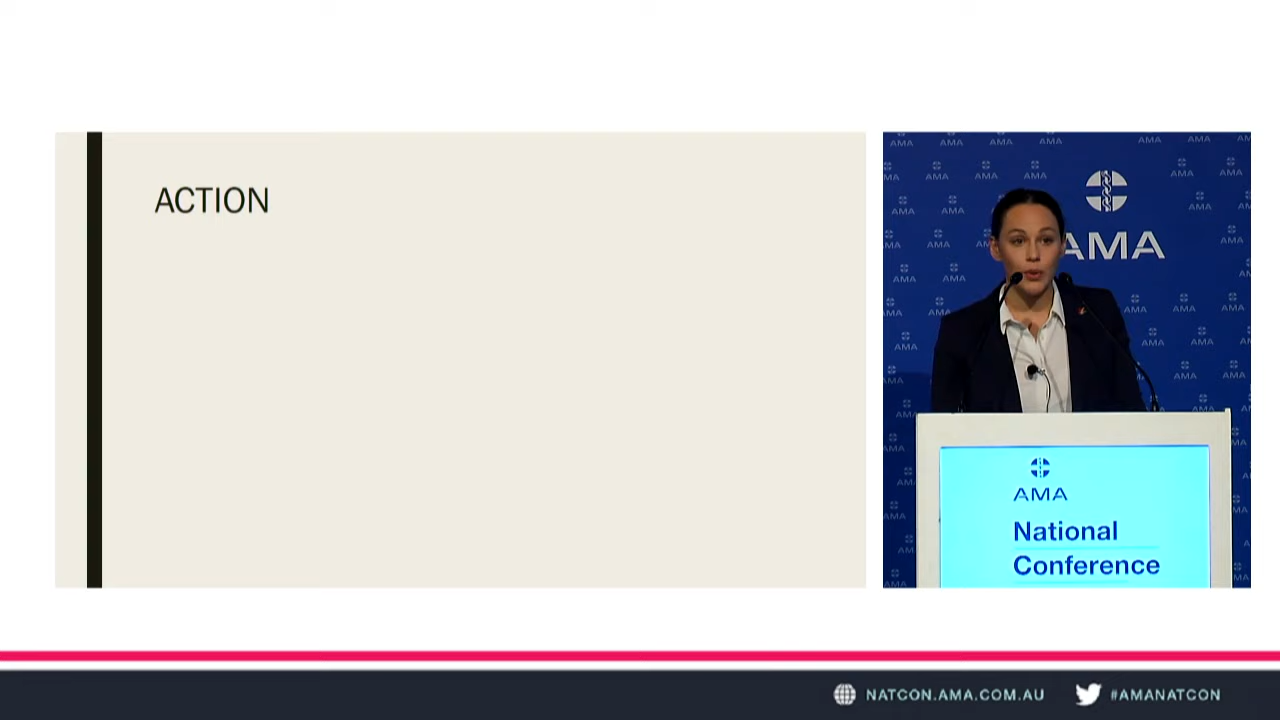 ACTION
AMA
AMA
National
Conference
NATCON.AMA.COM.AU
#AMANATCON